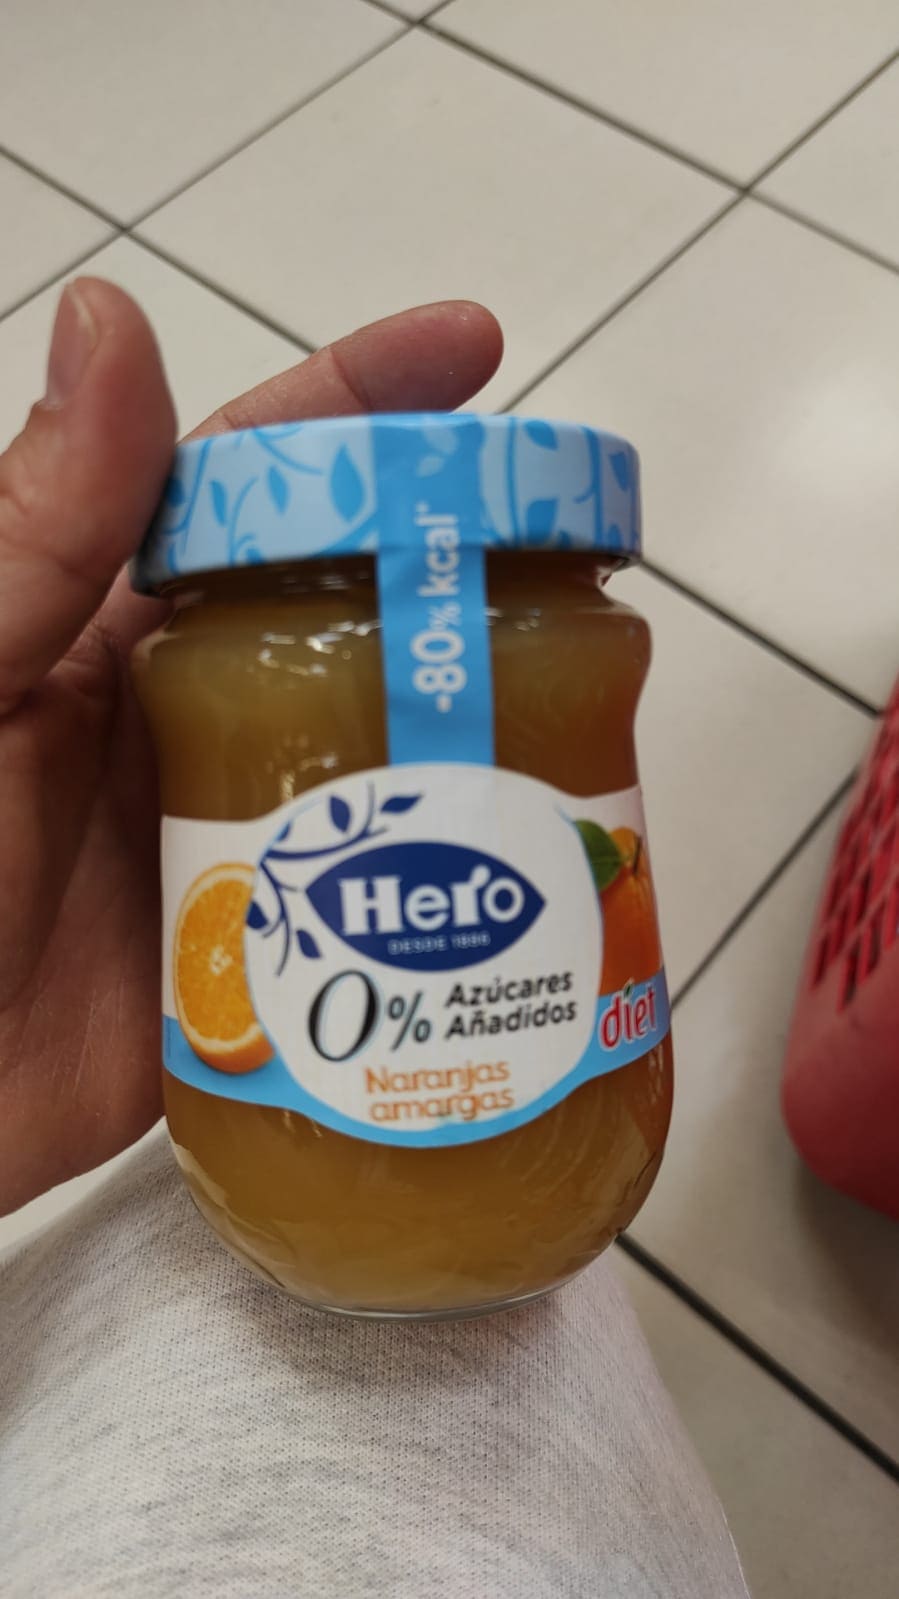 -80% kcal*
Hero
DESDE 1886
0% Azúcares
Añadidos
diet
Naranjas
amargas